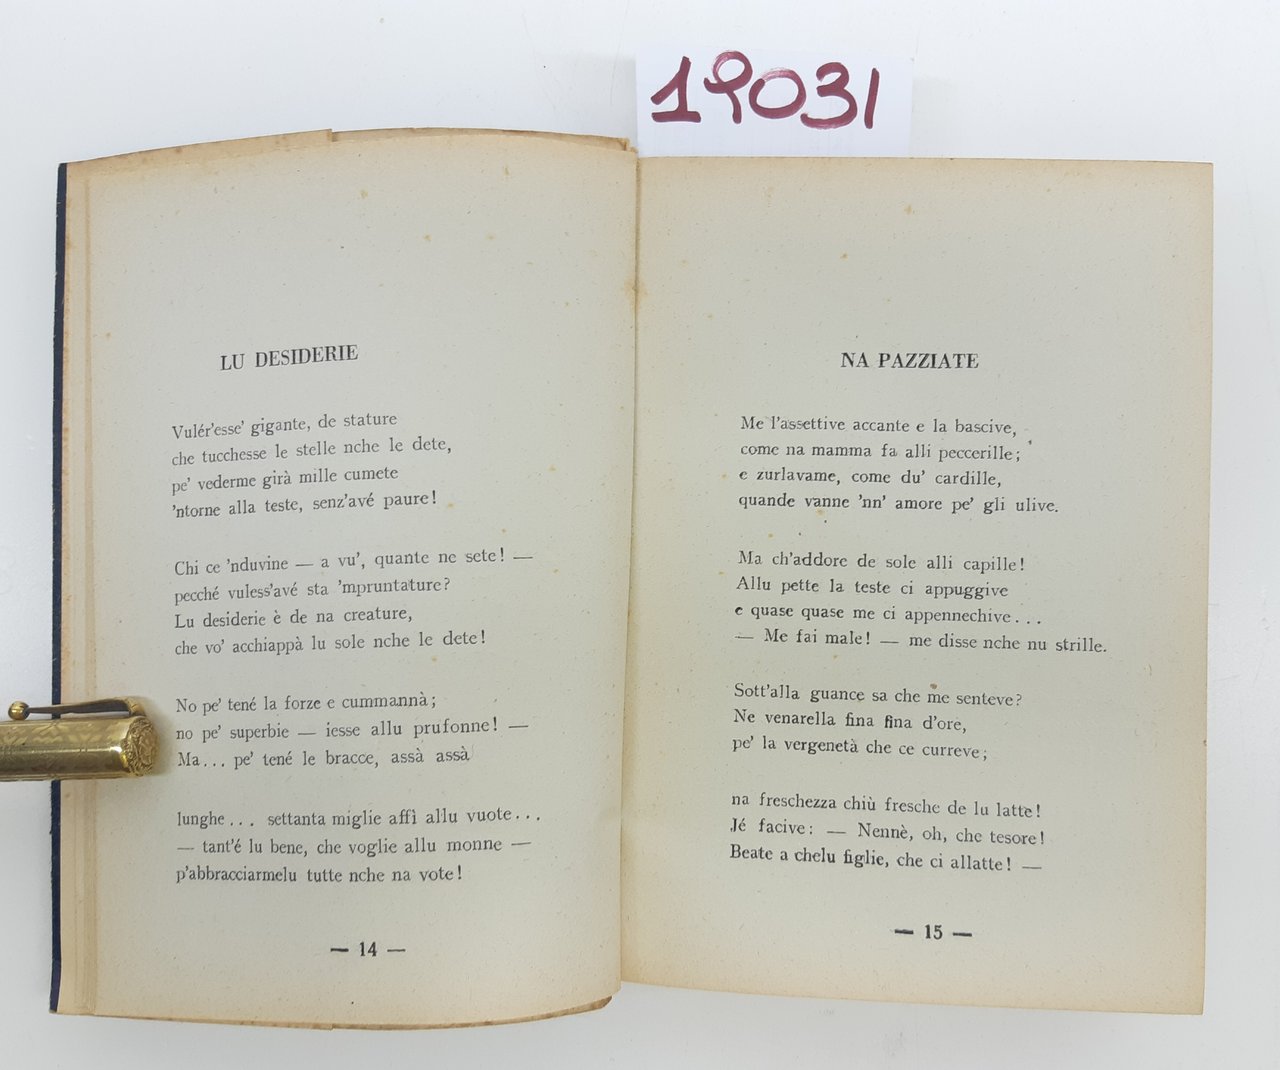 19031
LU DESIDERIE
Vulér'esse' gigante, de stature
che tucchesse le stelle nche le dete,
pe' vederme girà mille cumete
'ntorne alla teste, senz'avé paure!
Chi ce 'nduvine — a vu', quante ne sete! —
pecché vuless'avé sta 'mpruntature?
Lu desiderie è de na creature,
che vo' acchiappà lu sole nche le dete!
No pe' tené la forze e cummannà;
no pe' superbie — iesse allu prufonne! —
Ma... pe' tené le bracce, assà assà
lunghe... settanta miglie affì allu vuote...
— tant'é lu bene, che voglie allu monne —
p'abbracciarmelu tutte nche na vote!
— 14 —
NA PAZZIATE
Me l'assettive accante e la bascive,
come na mamma fa alli peccerille;
e zurlavame, come du' cardille,
quande vanne 'nn' amore pe' gli ulive.
Ma ch'addore de sole alli capille!
Allu pette la teste ci appuggive
e quase quase me ci appennechive...
— Me fai male! — me disse nche nu strille.
Sott'alla guance sa che me senteve?
Ne venarella fina fina d'ore,
pe' la vergenetà che ce curreve;
na freschezza chiù fresche de lu latte!
Jé facive: — Nennè, oh, che tesore!
Beate a chelu figlie, che ci allatte! —
— 15 —